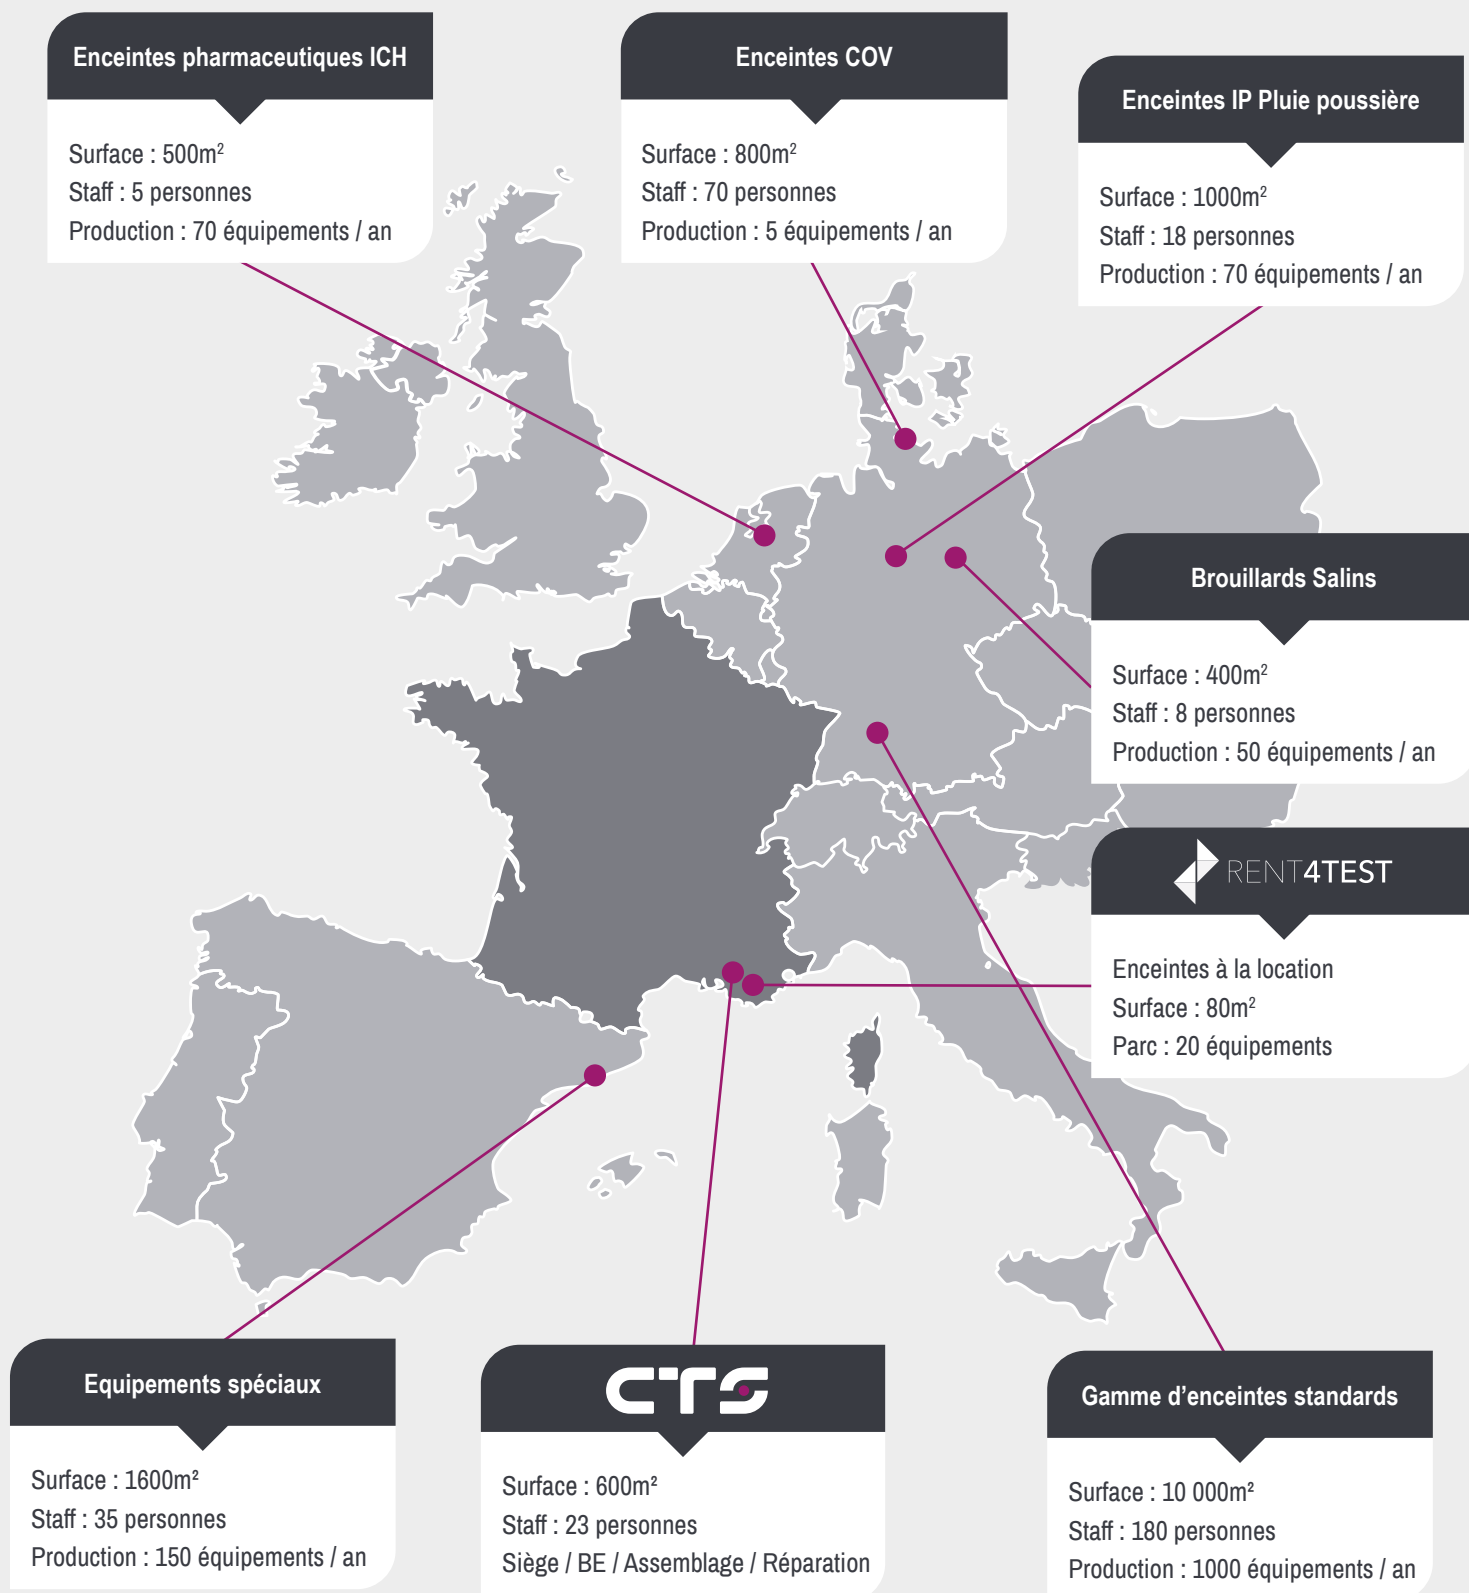 Enceintes pharmaceutiques ICH
Surface : 500m²
Staff : 5 personnes
Production : 70 équipements / an
Enceintes COV
Surface : 800m²
Staff : 70 personnes
Production : 5 équipements / an
Enceintes IP Pluie poussière
Surface : 1000m²
Staff : 18 personnes
Production : 70 équipements / an
Brouillards Salins
Surface : 400m²
Staff : 8 personnes
Production : 50 équipements / an
RENT4TEST
Enceintes à la location
Surface : 80m²
Parc : 20 équipements
Equipements spéciaux
Surface : 1600m²
Staff : 35 personnes
Production : 150 équipements / an
CTS
Surface : 600m²
Staff : 23 personnes
Siège / BE / Assemblage / Réparation
Gamme d’enceintes standards
Surface : 10 000m²
Staff : 180 personnes
Production : 1000 équipements / an